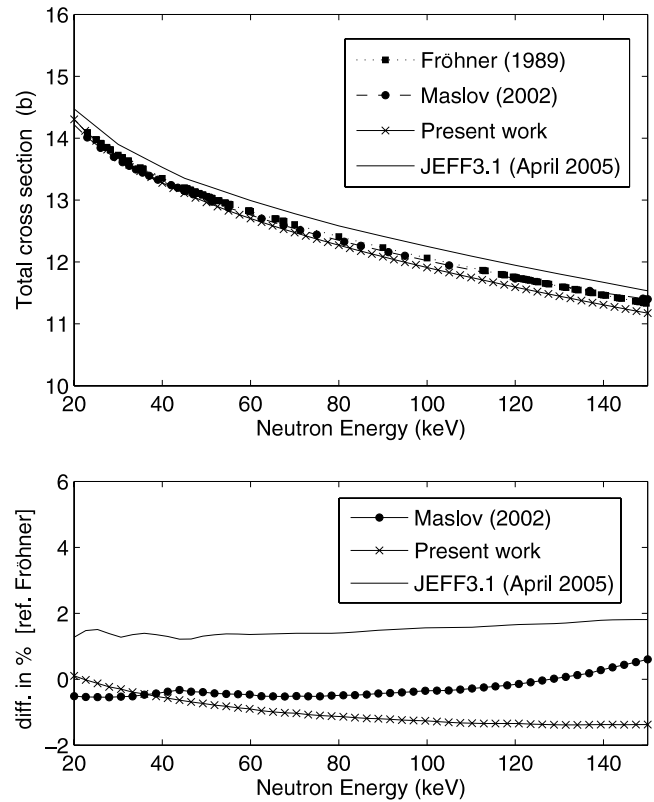 16
15
14
13
12
11
10
Total cross section (b)
Fröhner (1989)
Maslov (2002)
Present work
JEFF3.1 (April 2005)
20 40 60 80 100 120 140
Neutron Energy (keV)
6
4
2
0
−2
diff. in % [ref. Fröhner]
Maslov (2002)
Present work
JEFF3.1 (April 2005)
20 40 60 80 100 120 140
Neutron Energy (keV)